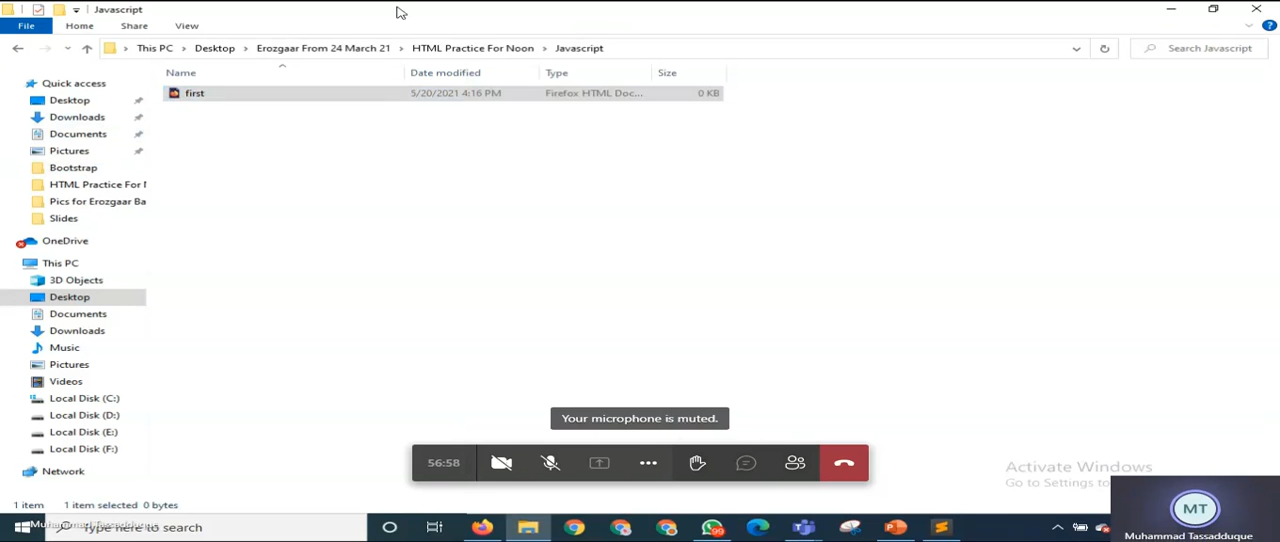 Javascript
File Home Share View
This PC Desktop Erozgaar From 24 March 21 HTML Practice For Noon Javascript
Search Javascript
Name Date modified Type Size
first 5/20/2021 4:16 PM Firefox HTML Doc... 0 KB
Quick access
Desktop
Downloads
Documents
Pictures
Bootstrap
HTML Practice For N
Pics for Erozgaar Ba
Slides
OneDrive
This PC
3D Objects
Desktop
Documents
Downloads
Music
Pictures
Videos
Local Disk (C:)
Local Disk (D:)
Local Disk (E:)
Local Disk (F:)
Network
Your microphone is muted.
56:58
Activate Windows
Go to Settings to
MT
Muhammad Tassadduque
1 item 1 item selected 0 bytes
Muhammad Tassadduque
Type here to search
99